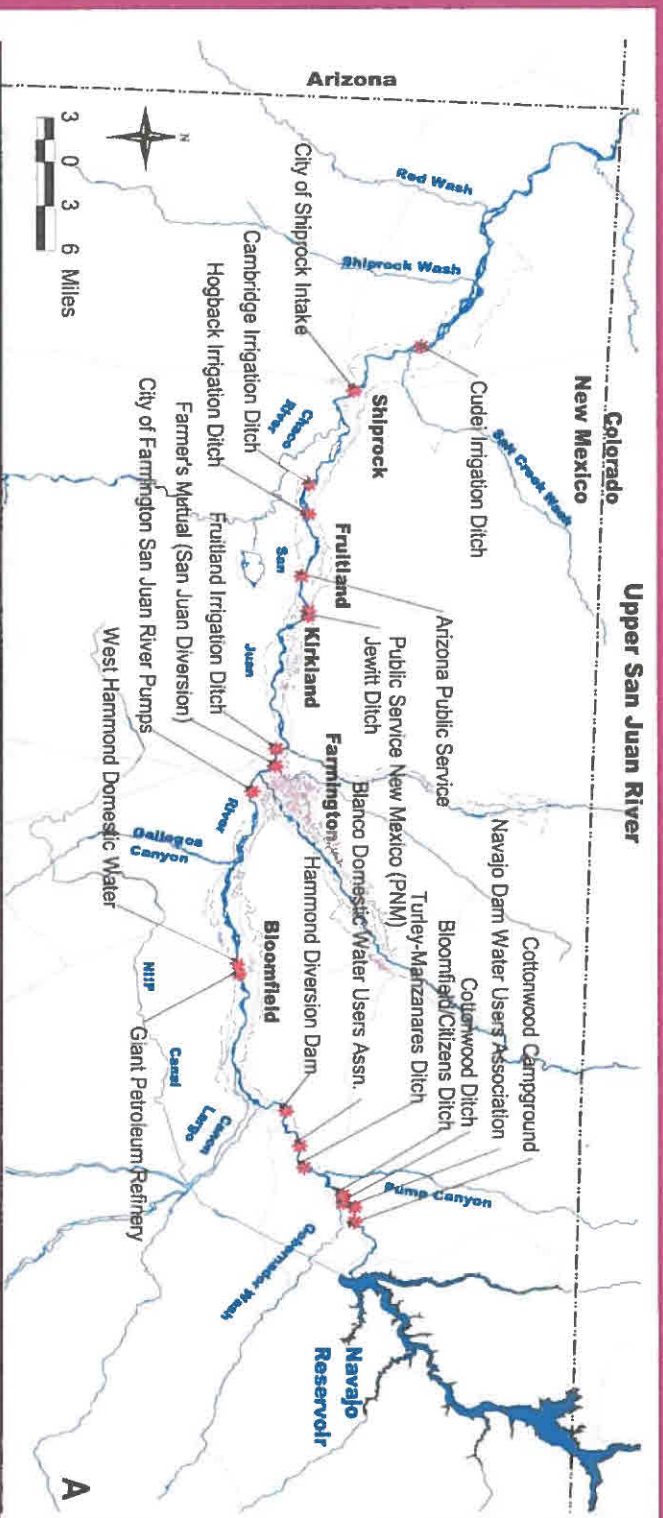 Upper San Juan River
Colorado
New Mexico
Arizona
Red Wash
Shiprock Wash
Salt Creek Wash
Cudei Irrigation Ditch
Shiprock
City of Shiprock Intake
Cambridge Irrigation Ditch
Hogback Irrigation Ditch
Chaco
River
Fruitland
Kirkland
San
Juan
River
Arizona Public Service
Public Service New Mexico (PNM)
Jewitt Ditch
Fruitland Irrigation Ditch
Farmer's Mutual (San Juan Diversion)
City of Farmington San Juan River Pumps
West Hammond Domestic Water
Farmington
Gallegos
Canyon
Bloomfield
NIIP
Canal
Giant Petroleum Refinery
Canon
Largo
Hammond Diversion Dam
Blanco Domestic Water Users Assn.
Turley-Manzanares Ditch
Bloomfield/Citizens Ditch
Cottonwood Ditch
Navajo Dam Water Users Association
Cottonwood Campground
Pump Canyon
Gobernador Wash
Navajo
Reservoir
N
3 0 3 6 Miles
A